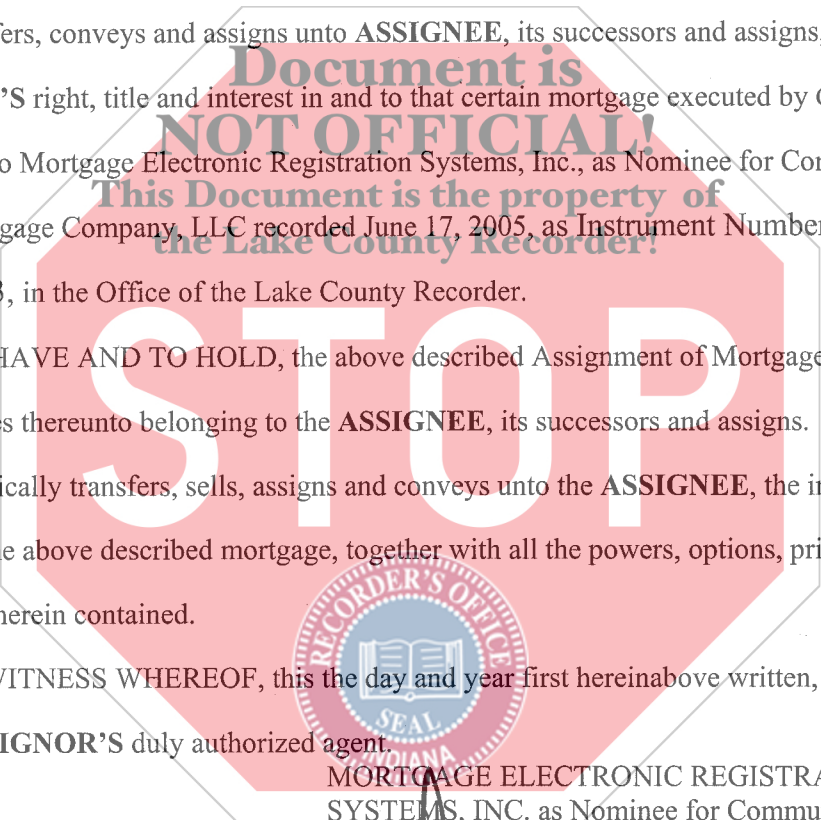 fers, conveys and assigns unto ASSIGNEE, its successors and assigns,
Document is
'S right, title and interest in and to that certain mortgage executed by
NOT OFFICIAL!
o Mortgage Electronic Registration Systems, Inc., as Nominee for Con
This Document is the property of
gage Company, LLC recorded June 17, 2005, as Instrument Number
the Lake County Recorder!
, in the Office of the Lake County Recorder.
STOP
HAVE AND TO HOLD, the above described Assignment of Mortgage
s thereunto belonging to the ASSIGNEE, its successors and assigns.
ically transfers, sells, assigns and conveys unto the ASSIGNEE, the in
e above described mortgage, together with all the powers, options, pri
herein contained.
RECORDER'S OFFICE
SEAL
INDIANA
WITNESS WHEREOF, this the day and year first hereinabove written,
IGNOR'S duly authorized agent.
MORTGAGE ELECTRONIC REGISTRA
SYSTEMS, INC. as Nominee for Commu